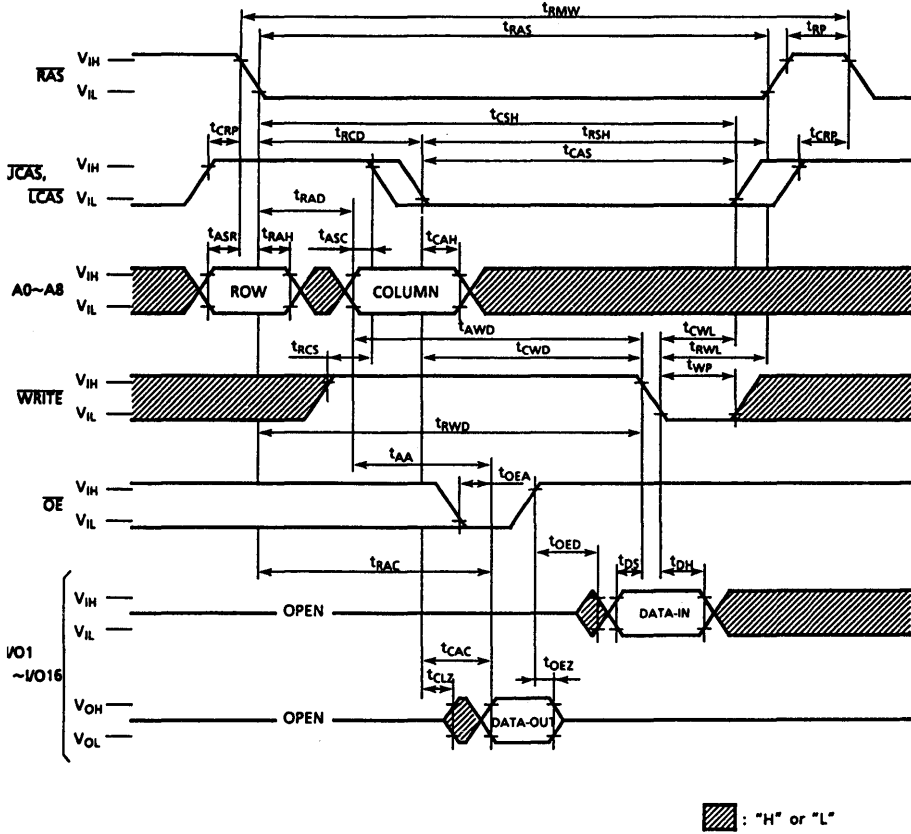 tRMW
tRAS
tRP
RAS
VIH
VIL
tCSH
tCRP
tRCD
tRSH
tCRP
tCAS
JCAS,
LCAS
VIH
VIL
tRAD
tASR
tRAH
tASC
tCAH
A0~A8
VIH
VIL
ROW
COLUMN
tAWD
tCWL
tRCS
tCWD
tRWL
tWP
WRITE
VIH
VIL
tRWD
tAA
tOEA
OE
VIH
VIL
tOED
tRAC
tDS
tDH
VIH
VIL
OPEN
DATA-IN
I/O1
~I/O16
tCAC
tOEZ
tCLZ
VOH
VOL
OPEN
DATA-OUT
: "H" or "L"